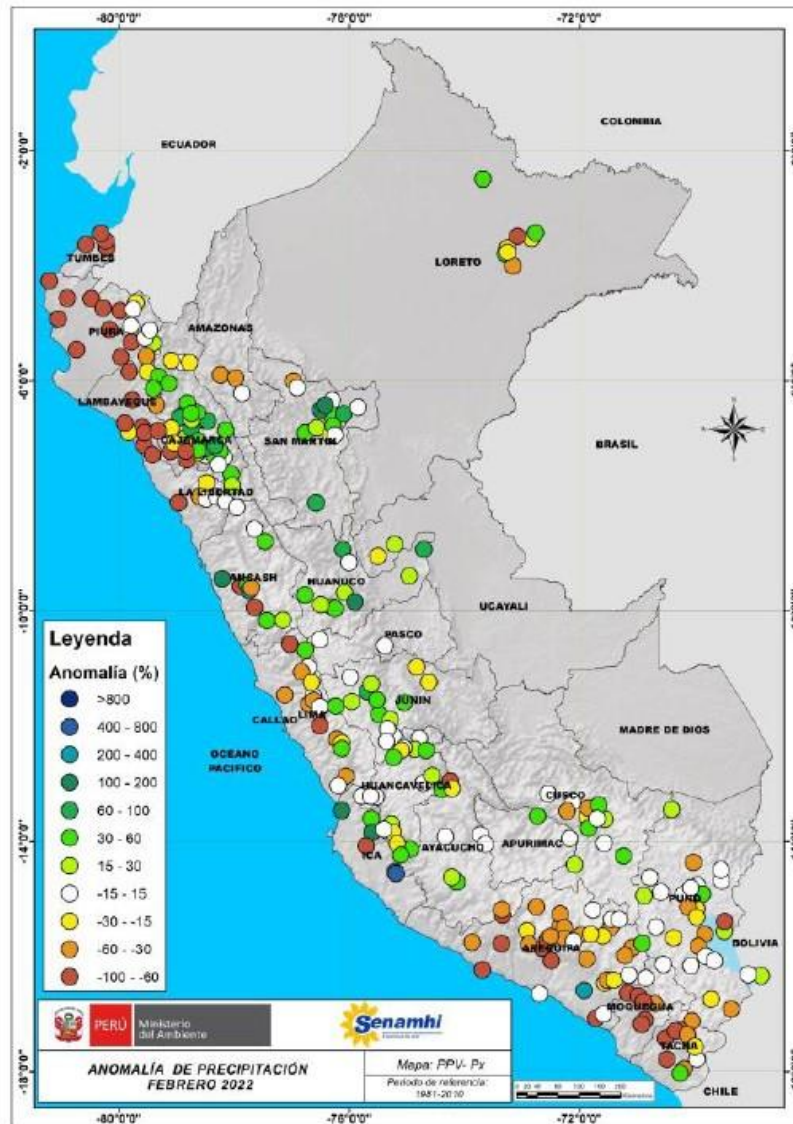 -80°0'0"
-76°0'0"
-72°0'0"
COLOMBIA
ECUADOR
-2°0'0"
LORETO
TUMBES
PIURA
AMAZONAS
-6°0'0"
LAMBAYEQUE
CAJAMARCA
SAN MARTIN
BRASIL
LA LIBERTAD
ANCASH
HUANUCO
UCAYALI
-10°0'0"
PASCO
JUNIN
LIMA
CALLAO
MADRE DE DIOS
OCEANO
PACIFICO
HUANCAVELICA
CUSCO
-14°0'0"
AYACUCHO
APURIMAC
ICA
PUNO
BOLIVIA
AREQUIPA
MOQUEGUA
TACNA
-18°0'0"
CHILE
Leyenda
Anomalía (%)
>800
400 - 800
200 - 400
100 - 200
60 - 100
30 - 60
15 - 30
-15 - 15
-30 - -15
-60 - -30
-100 - -60
PERÚ
Ministerio
del Ambiente
Senamhi
ANOMALÍA DE PRECIPITACIÓN
FEBRERO 2022
Mapa: PPV- Px
Periodo de referencia:
1981-2010
-80°0'0"
-76°0'0"
-72°0'0"